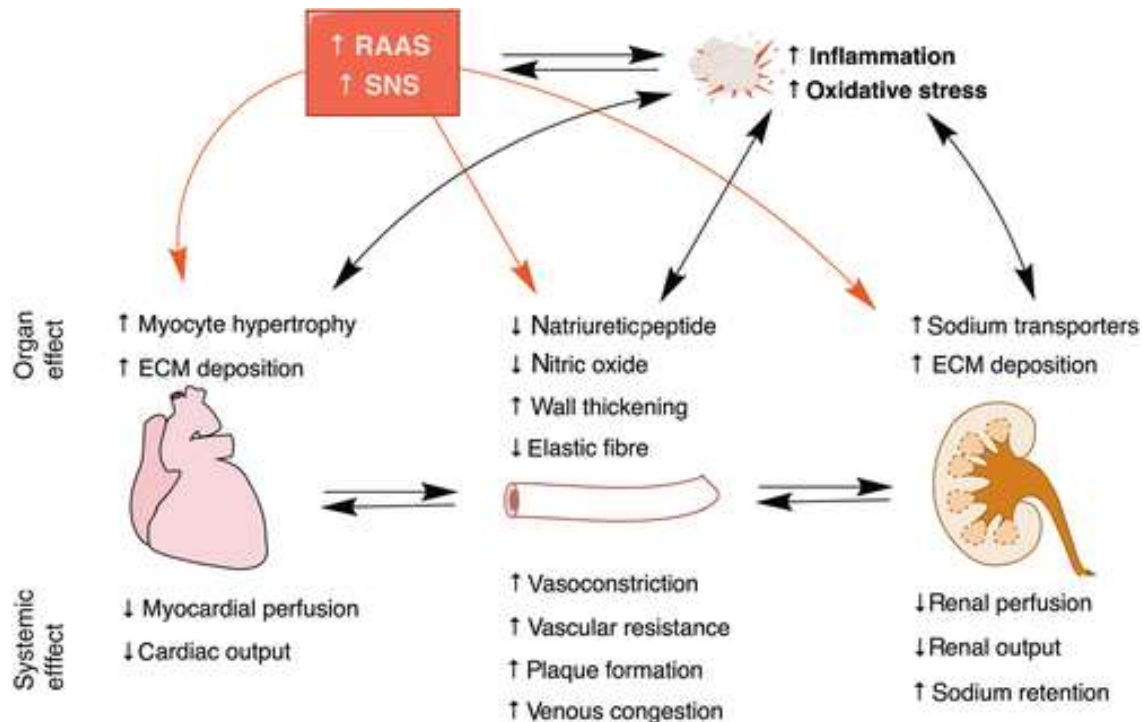 ↑ RAAS
↑ SNS
↑ Inflammation
↑ Oxidative stress
Organ
effect
↑ Myocyte hypertrophy
↑ ECM deposition
↓ Natriureticpeptide
↓ Nitric oxide
↑ Wall thickening
↓ Elastic fibre
↑ Sodium transporters
↑ ECM deposition
Systemic
efffect
↓ Myocardial perfusion
↓ Cardiac output
↑ Vasoconstriction
↑ Vascular resistance
↑ Plaque formation
↑ Venous congestion
↓ Renal perfusion
↓ Renal output
↑ Sodium retention